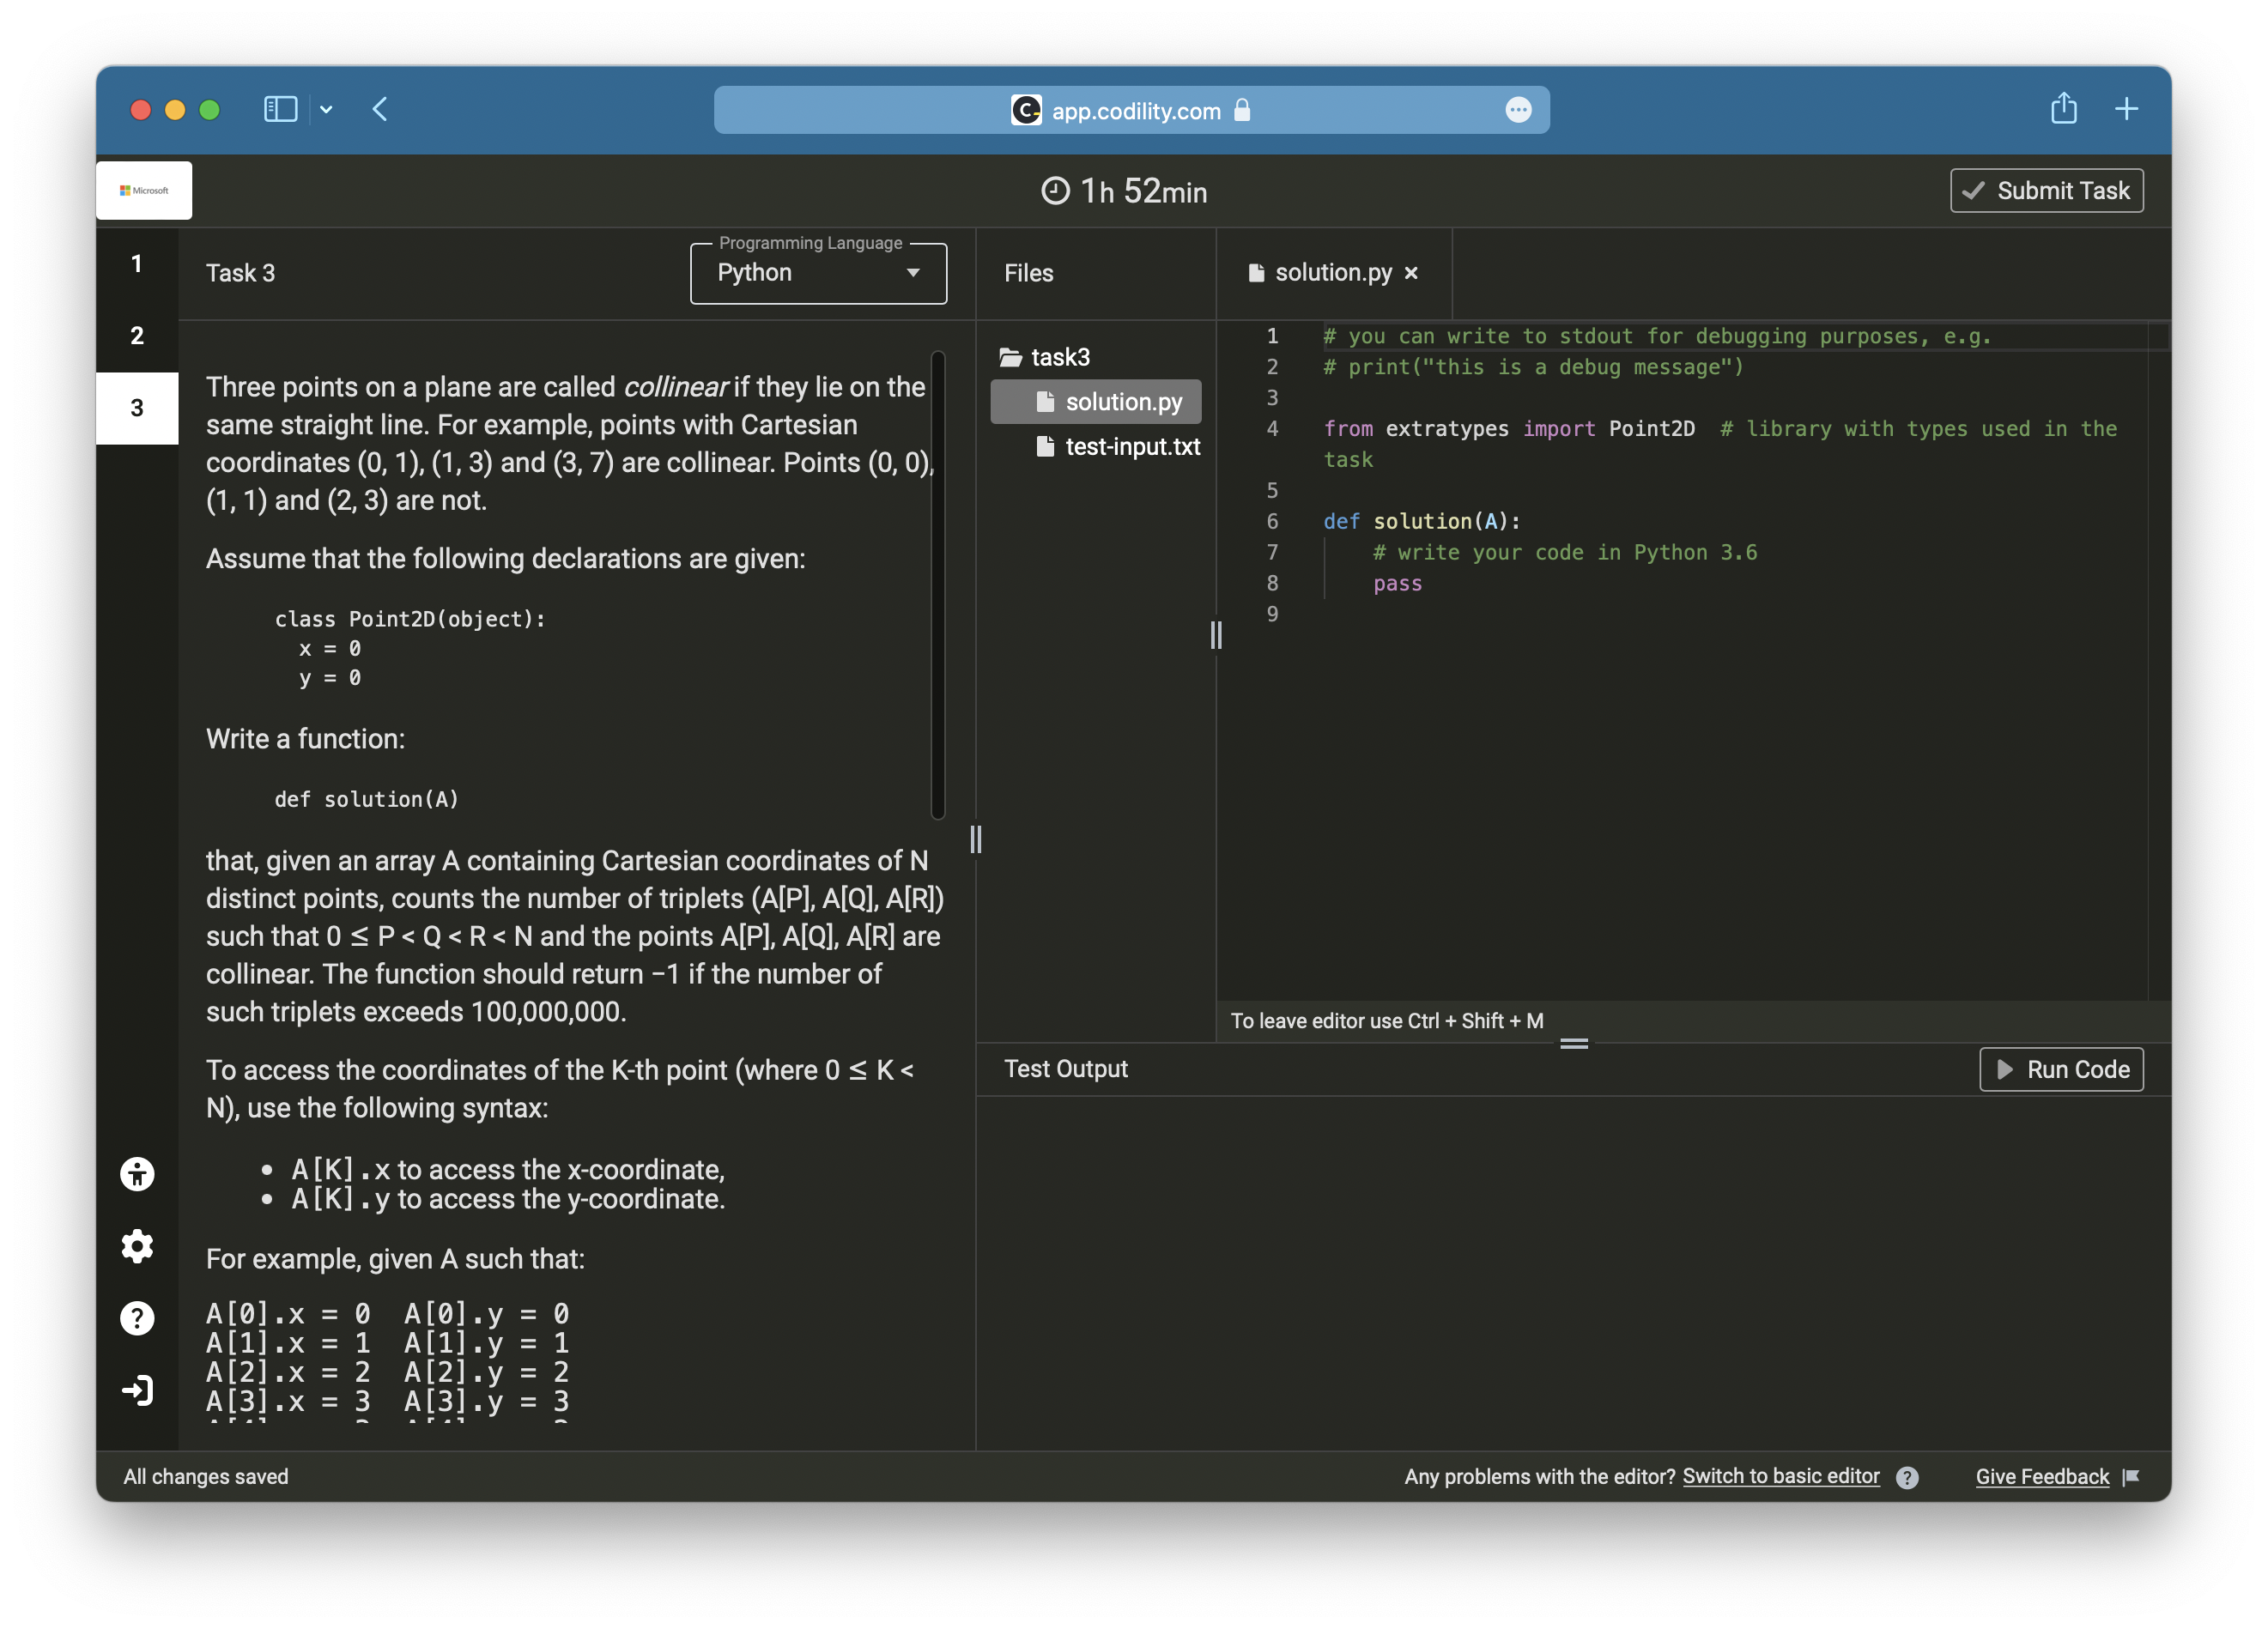 app.codility.com
Microsoft
1h 52min
Submit Task
1
2
3
Task 3
Programming Language
Python
Three points on a plane are called collinear if they lie on the
same straight line. For example, points with Cartesian
coordinates (0, 1), (1, 3) and (3, 7) are collinear. Points (0, 0),
(1, 1) and (2, 3) are not.
Assume that the following declarations are given:
class Point2D(object):
x = 0
y = 0
Write a function:
def solution(A)
that, given an array A containing Cartesian coordinates of N
distinct points, counts the number of triplets (A[P], A[Q], A[R])
such that 0 ≤ P < Q < R < N and the points A[P], A[Q], A[R] are
collinear. The function should return −1 if the number of
such triplets exceeds 100,000,000.
To access the coordinates of the K-th point (where 0 ≤ K <
N), use the following syntax:
• A[K].x to access the x-coordinate,
• A[K].y to access the y-coordinate.
For example, given A such that:
A[0].x = 0 A[0].y = 0
A[1].x = 1 A[1].y = 1
A[2].x = 2 A[2].y = 2
A[3].x = 3 A[3].y = 3
Files
task3
solution.py
test-input.txt
solution.py ×
1 # you can write to stdout for debugging purposes, e.g.
2 # print("this is a debug message")
3
4 from extratypes import Point2D # library with types used in the
task
5
6 def solution(A):
7 # write your code in Python 3.6
8 pass
9
To leave editor use Ctrl + Shift + M
Test Output
Run Code
All changes saved
Any problems with the editor? Switch to basic editor ?
Give Feedback